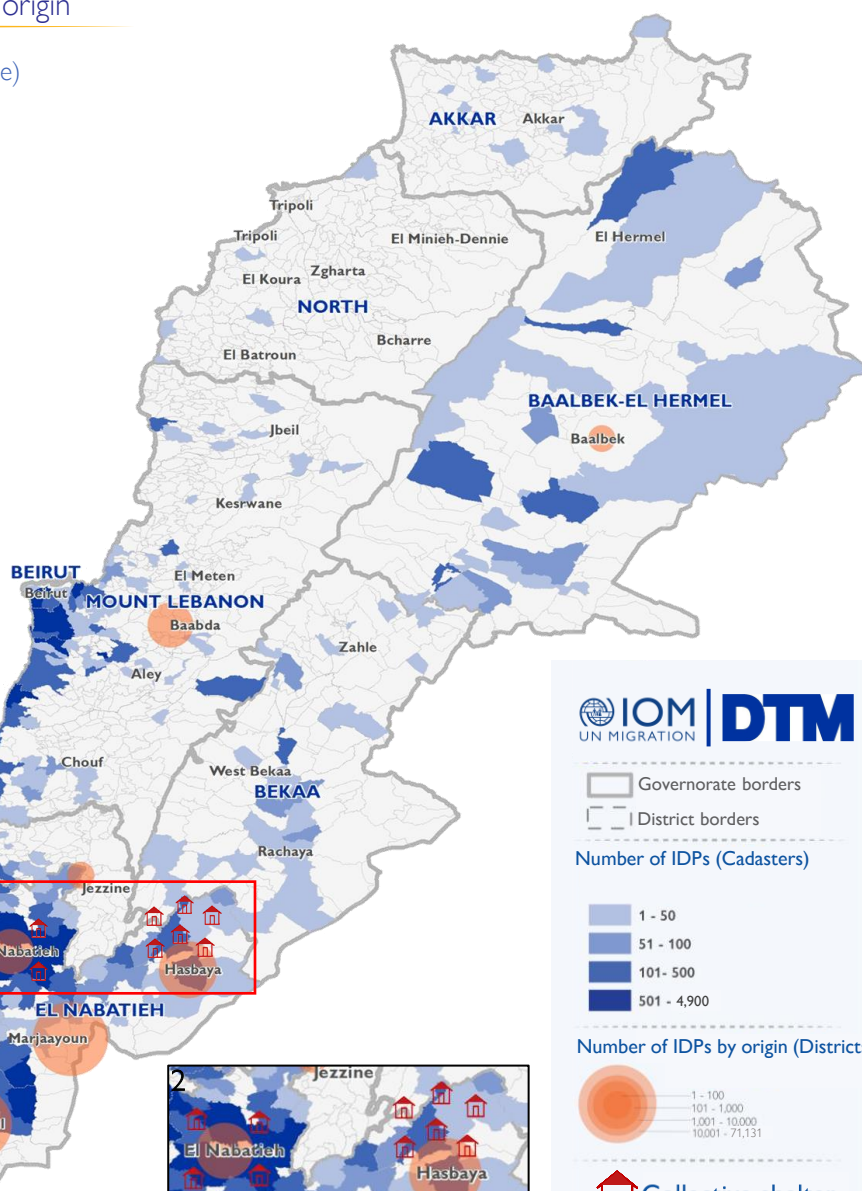 origin
e)
AKKAR
Akkar
Tripoli
Tripoli
El Minieh-Dennie
El Hermel
El Koura
Zgharta
NORTH
Bcharre
El Batroun
BAALBEK-EL HERMEL
Baalbek
Jbeil
Kesrwane
BEIRUT
Beirut
El Meten
MOUNT LEBANON
Baabda
Zahle
Aley
IOM
UN MIGRATION
DTM
Chouf
West Bekaa
BEKAA
Governorate borders
District borders
Rachaya
Number of IDPs (Cadasters)
Jezzine
1 - 50
51 - 100
101- 500
501 - 4,900
Nabatieh
Hasbaya
EL NABATIEH
Marjaayoun
Number of IDPs by origin (District
1 - 100
101 - 1,000
1,001 - 10,000
10,001 - 71,131
2
Jezzine
El Nabatieh
Hasbaya